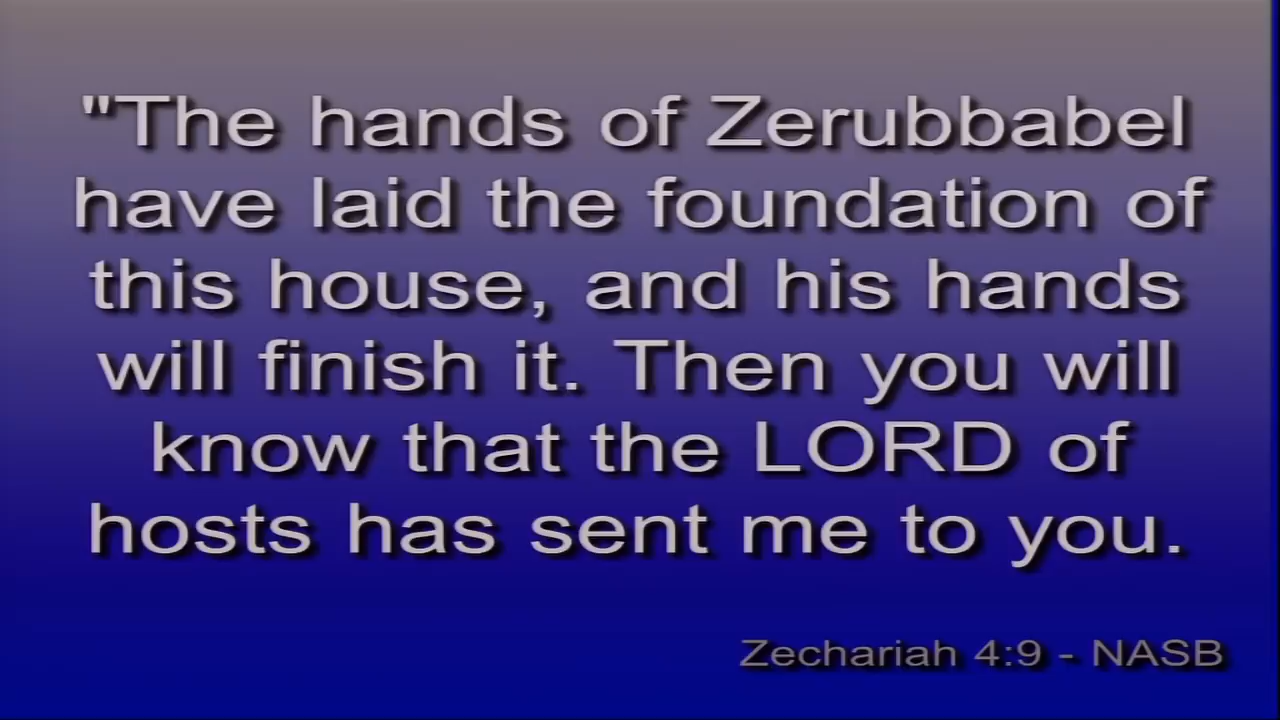 "The hands of Zerubbabel
have laid the foundation of
this house, and his hands
will finish it. Then you will
know that the LORD of
hosts has sent me to you.
Zechariah 4:9 - NASB